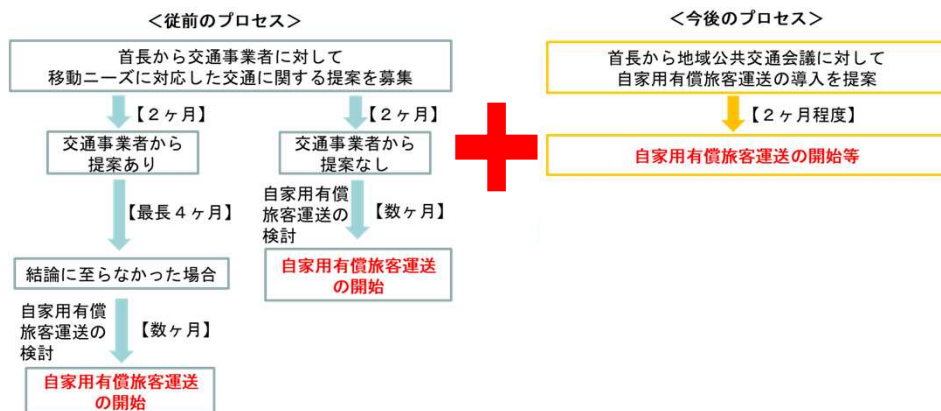 ＜従前のプロセス＞
首長から交通事業者に対して
移動ニーズに対応した交通に関する提案を募集
【２ヶ月】
交通事業者から
提案あり
【最長４ヶ月】
結論に至らなかった場合
自家用有償
旅客運送の
検討
【数ヶ月】
自家用有償旅客運送
の開始
【２ヶ月】
交通事業者から
提案なし
自家用有償
旅客運送の
検討
【数ヶ月】
自家用有償旅客運送
の開始
＜今後のプロセス＞
首長から地域公共交通会議に対して
自家用有償旅客運送の導入を提案
【２ヶ月程度】
自家用有償旅客運送の開始等